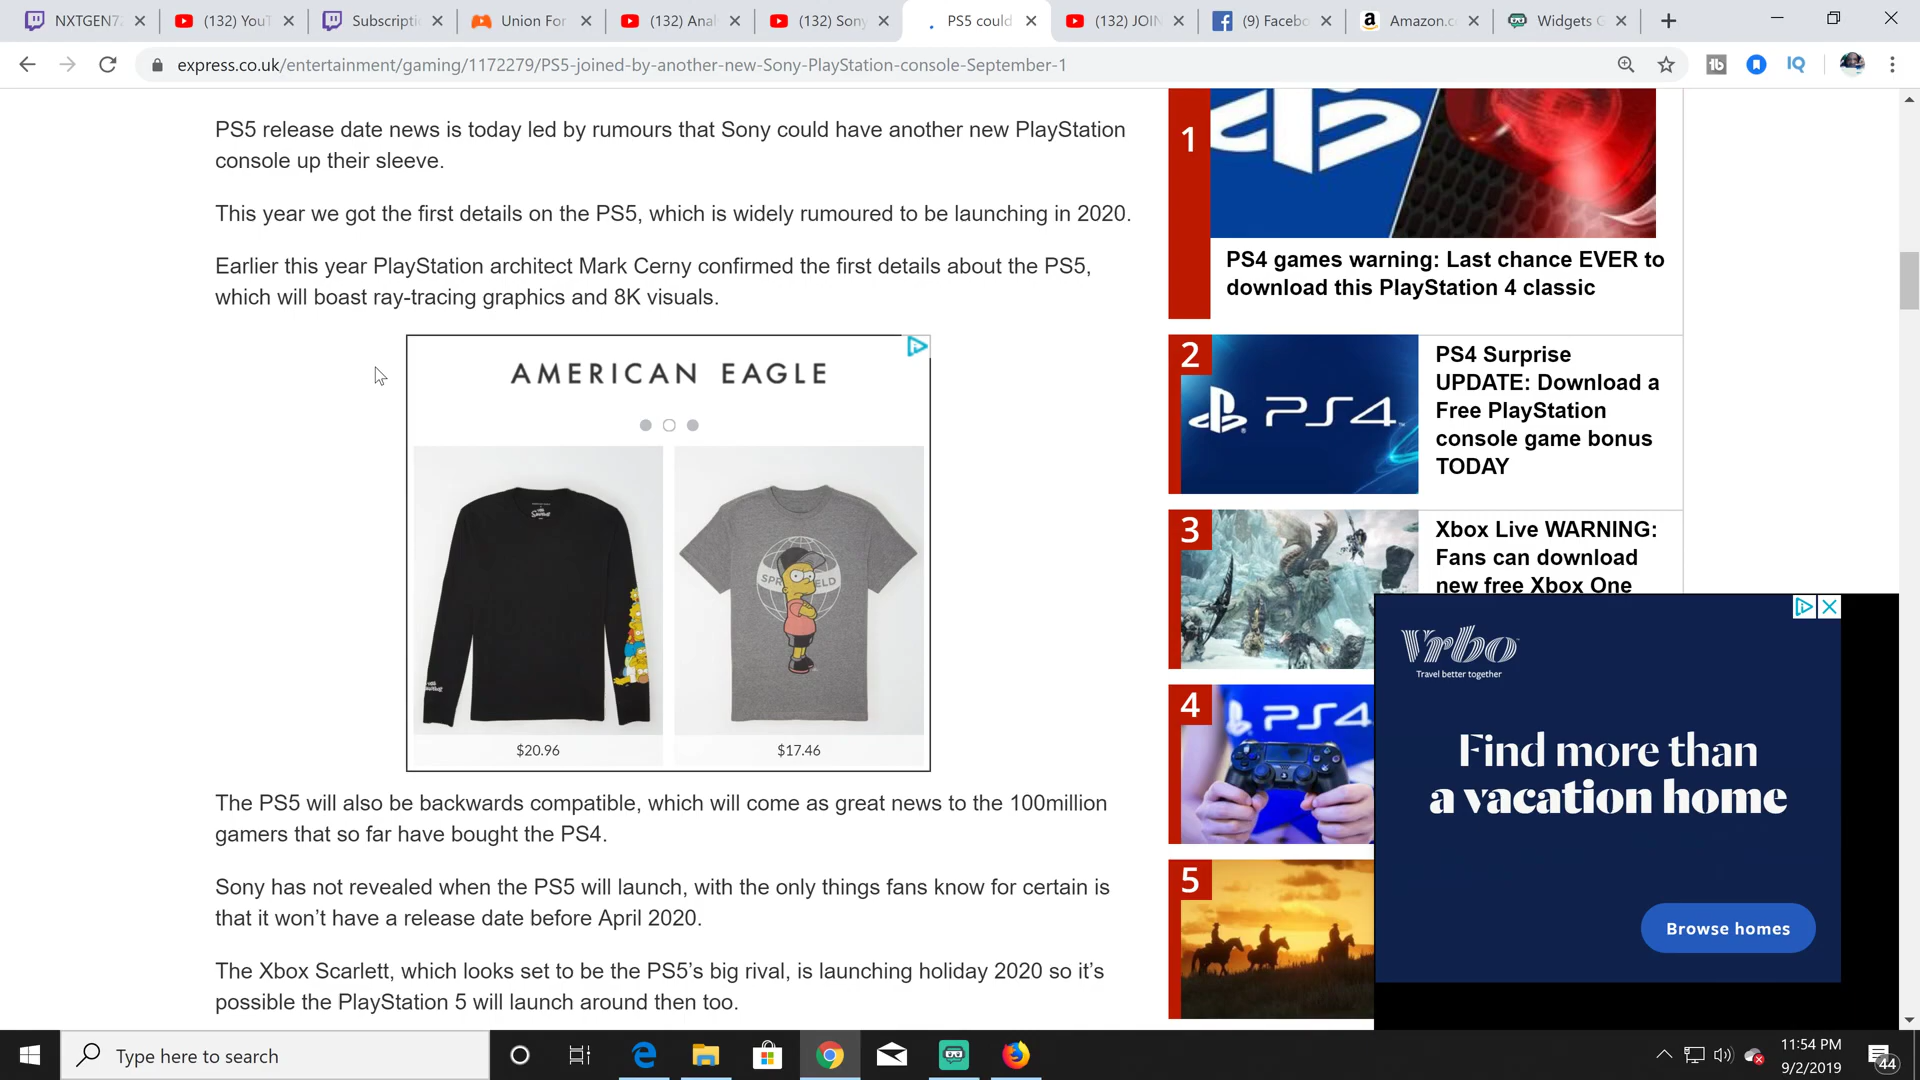 NXTGEN7
(132) YouT
Subscripti
Union For
(132) Anal
(132) Sony
PS5 could
(132) JOIN
(9) Facebo
Amazon.c
Widgets
express.co.uk/entertainment/gaming/1172279/PS5-joined-by-another-new-Sony-PlayStation-console-September-1
PS5 release date news is today led by rumours that Sony could have another new PlayStation
console up their sleeve.
This year we got the first details on the PS5, which is widely rumoured to be launching in 2020.
Earlier this year PlayStation architect Mark Cerny confirmed the first details about the PS5,
which will boast ray-tracing graphics and 8K visuals.
AMERICAN EAGLE
$20.96
$17.46
The PS5 will also be backwards compatible, which will come as great news to the 100million
gamers that so far have bought the PS4.
Sony has not revealed when the PS5 will launch, with the only things fans know for certain is
that it won't have a release date before April 2020.
The Xbox Scarlett, which looks set to be the PS5's big rival, is launching holiday 2020 so it's
possible the PlayStation 5 will launch around then too.
1
PS4 games warning: Last chance EVER to
download this PlayStation 4 classic
2
PS4
PS4 Surprise
UPDATE: Download a
Free PlayStation
console game bonus
TODAY
3
Xbox Live WARNING:
Fans can download
new free Xbox One
4
PS4
5
Vrbo
Travel better together
Find more than
a vacation home
Browse homes
Type here to search
11:54 PM
9/2/2019
44